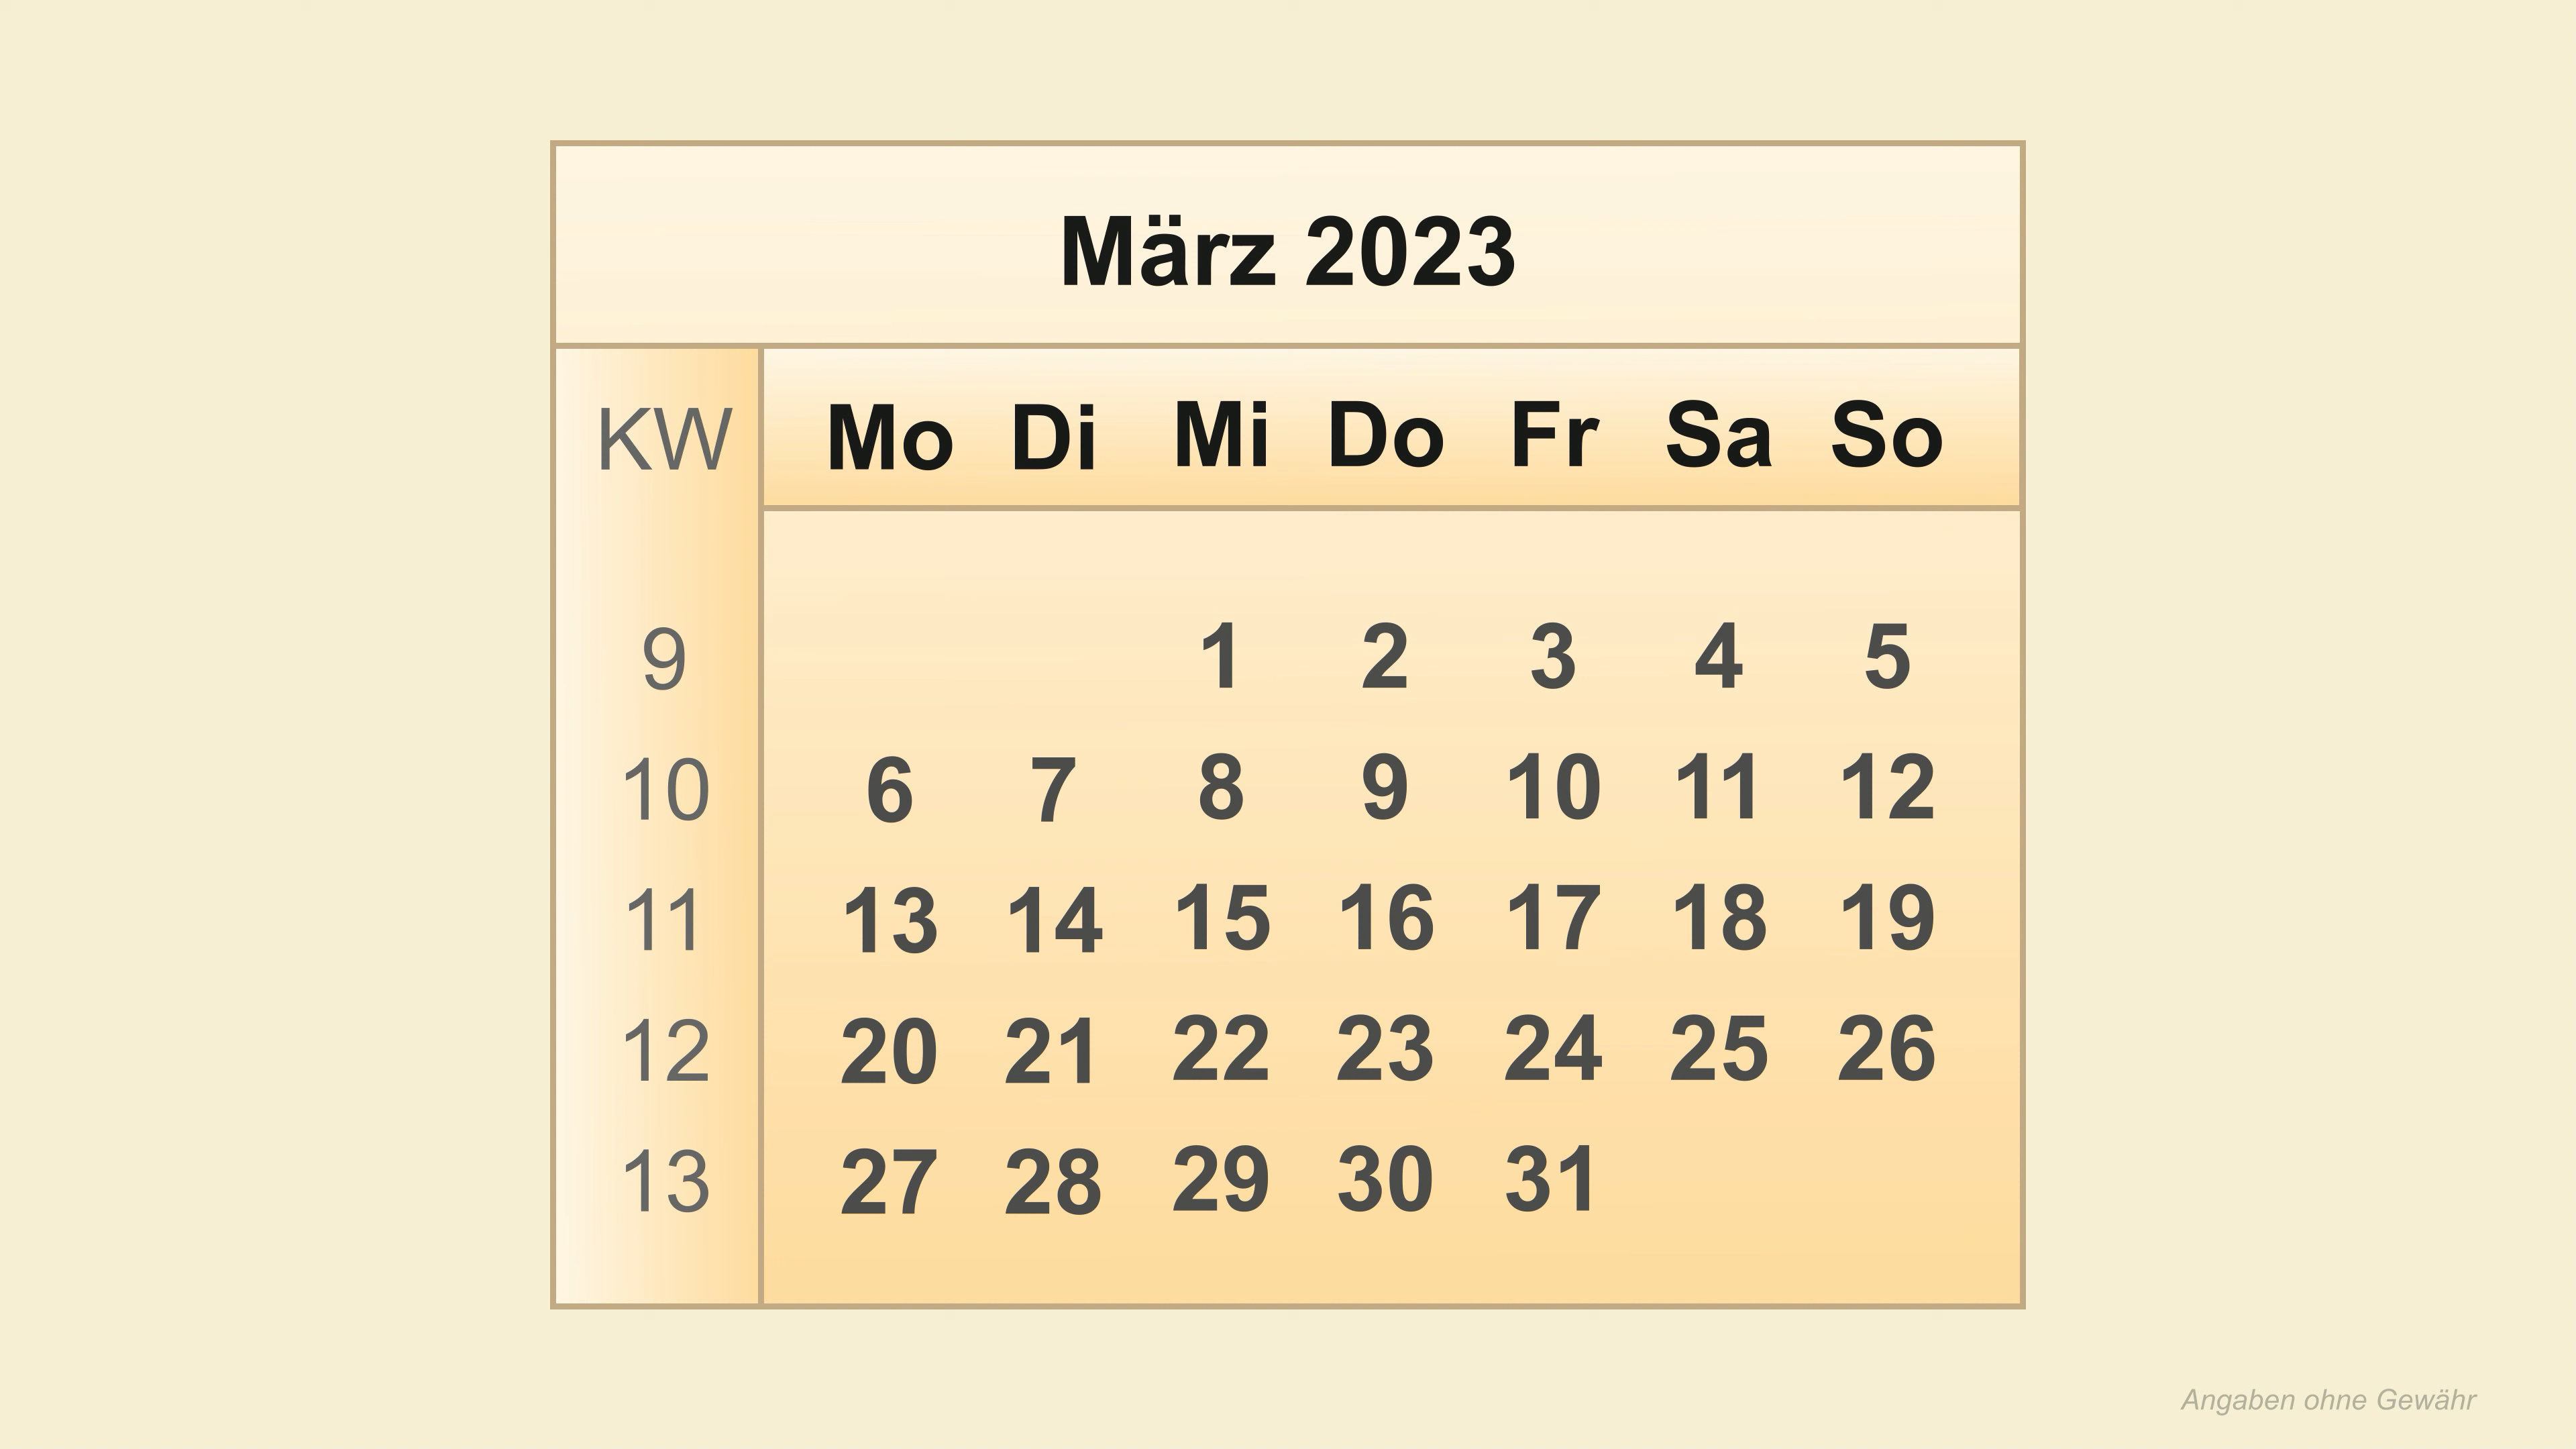 März 2023
KW Mo Di Mi Do Fr Sa So
9 1 2 3 4 5
10 6 7 8 9 10 11 12
11 13 14 15 16 17 18 19
12 20 21 22 23 24 25 26
13 27 28 29 30 31
Angaben ohne Gewähr